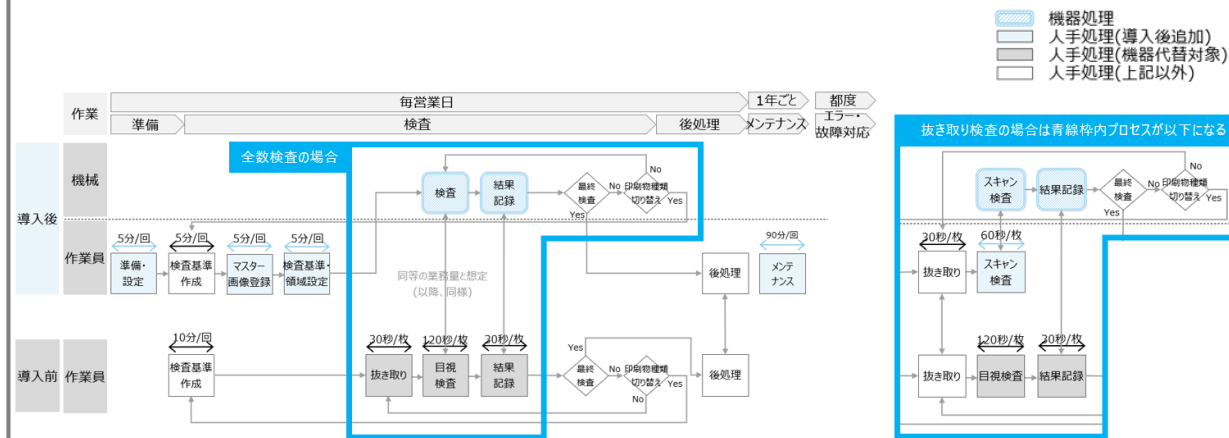 機器処理
人手処理(導入後追加)
人手処理(機器代替対象)
人手処理(上記以外)
作業
毎営業日
1年ごと
都度
準備
検査
後処理
メンテナンス
エラー・
故障対応
抜き取り検査の場合は青線枠内プロセスが以下になる
全数検査の場合
導入後
機械
検査
結果
記録
最終
検査
No
印刷物種類
切り替え
No
Yes
Yes
スキャン
検査
結果記録
最終
検査
No
印刷物種類
切り替え
No
Yes
Yes
作業員
5分/回
5分/回
5分/回
5分/回
準備・
設定
検査基準
作成
マスター
画像登録
検査基準・
領域設定
同等の業務量と想定
(以降、同様)
後処理
90分/回
メンテ
ナンス
30秒/枚
60秒/枚
抜き取り
スキャン
検査
導入前
作業員
10分/回
検査基準
作成
30秒/枚
120秒/枚
30秒/枚
抜き取り
目視
検査
結果
記録
Yes
最終
検査
No
印刷物種類
切り替え
Yes
No
後処理
120秒/枚
30秒/枚
抜き取り
目視検査
結果記録